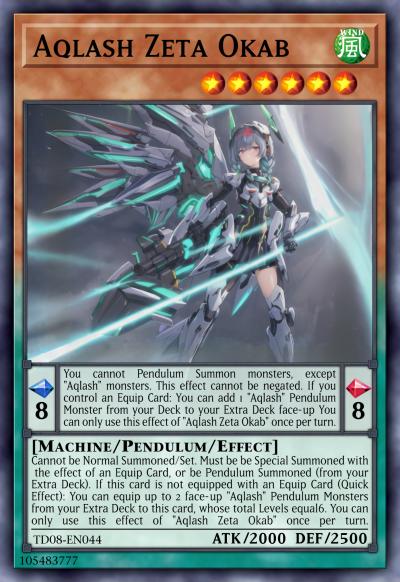 Aqlash Zeta Okab
WIND
風
You cannot Pendulum Summon monsters, except
"Aqlash" monsters. This effect cannot be negated. If you
control an Equip Card: You can add 1 "Aqlash" Pendulum
Monster from your Deck to your Extra Deck face-up You
can only use this effect of "Aqlash Zeta Okab" once per turn.
8
8
[Machine/Pendulum/Effect]
Cannot be Normal Summoned/Set. Must be be Special Summoned with
the effect of an Equip Card, or be Pendulum Summoned (from your
Extra Deck). If this card is not equipped with an Equip Card (Quick
Effect): You can equip up to 2 face-up "Aqlash" Pendulum Monsters
from your Extra Deck to this card, whose total Levels equal6. You can
only use this effect of "Aqlash Zeta Okab" once per turn.
TD08-EN044
ATK/2000 DEF/2500
105483777